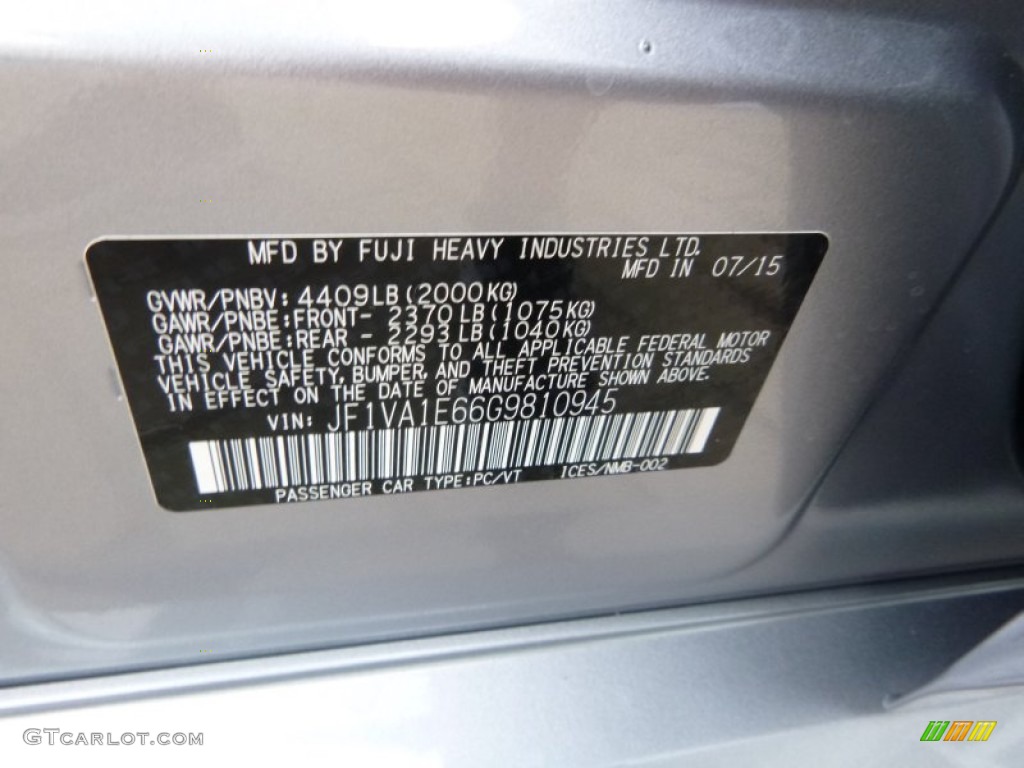 MFD BY FUJI HEAVY INDUSTRIES LTD.
MFD IN 07/15
GVWR/PNBV: 4409LB(2000KG)
GAWR/PNBE:FRONT- 2370LB(1075KG)
GAWR/PNBE:REAR - 2293LB(1040KG)
THIS VEHICLE CONFORMS TO ALL APPLICABLE FEDERAL MOTOR
VEHICLE SAFETY, BUMPER, AND THEFT PREVENTION STANDARDS
IN EFFECT ON THE DATE OF MANUFACTURE SHOWN ABOVE.
VIN: JF1VA1E66G9810945
PASSENGER CAR TYPE:PC/VT ICES/NMB-002
GTCARLOT.COM